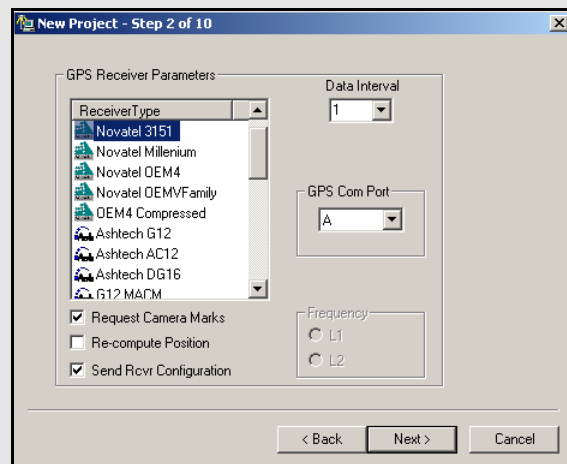 New Project - Step 2 of 10
GPS Receiver Parameters
ReceiverType
Novatel 3151
Novatel Millenium
Novatel OEM4
Novatel OEMVFamily
OEM4 Compressed
Ashtech G12
Ashtech AC12
Ashtech DG16
G12 MACM
Request Camera Marks
Re-compute Position
Send Rcvr Configuration
Data Interval
1
GPS Com Port
A
Frequency
L1
L2
< Back
Next >
Cancel